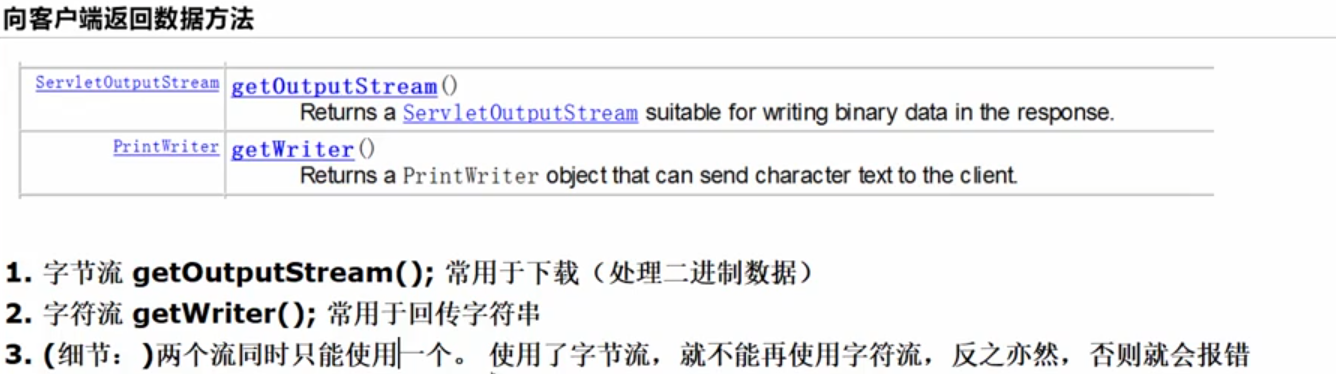 向客户端返回数据方法
ServletOutputStream getOutputStream()
Returns a ServletOutputStream suitable for writing binary data in the response.
PrintWriter getWriter()
Returns a PrintWriter object that can send character text to the client.
1. 字节流 getOutputStream(); 常用于下载（处理二进制数据）
2. 字符流 getWriter(); 常用于回传字符串
3. (细节：)两个流同时只能使用一个。 使用了字节流，就不能再使用字符流，反之亦然，否则就会报错